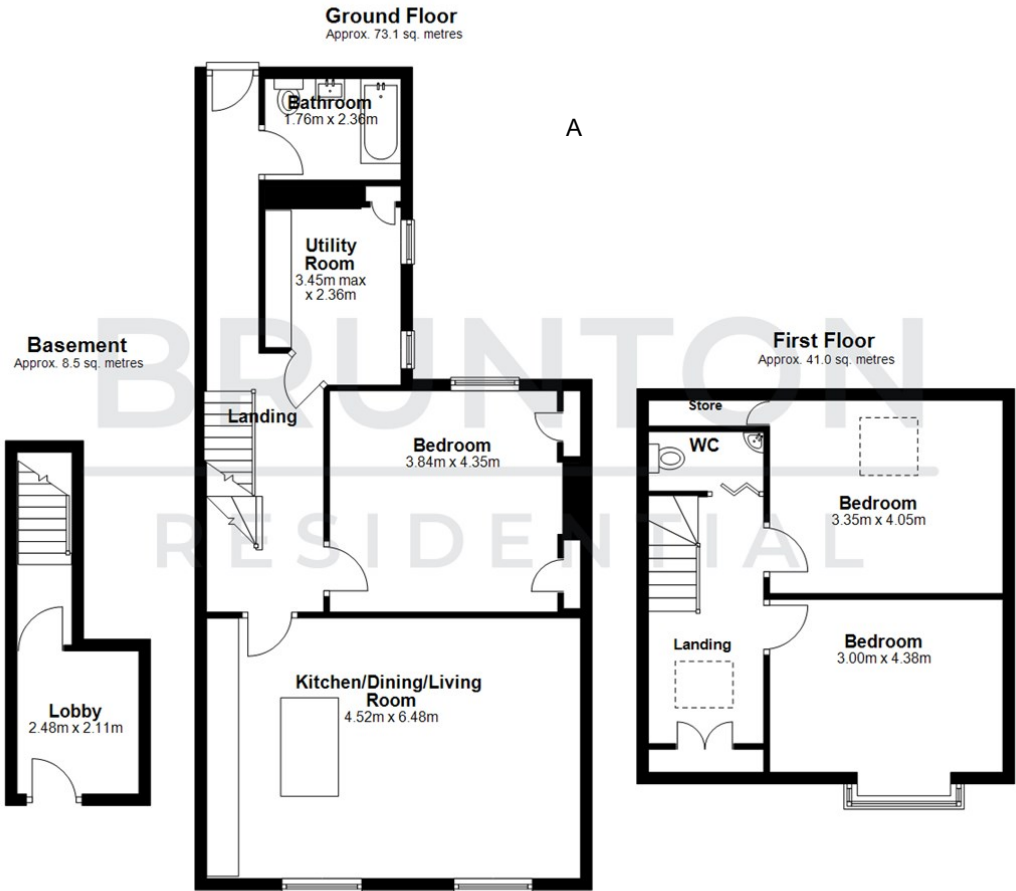 Ground Floor
Approx. 73.1 sq. metres
Bathroom
1.76m x 2.36m
A
Utility
Room
3.45m max
x 2.36m
Basement
Approx. 8.5 sq. metres
First Floor
Approx. 41.0 sq. metres
BRUNTON
RESIDENTIAL
Landing
Bedroom
3.84m x 4.35m
Store
WC
Bedroom
3.35m x 4.05m
Landing
Bedroom
3.00m x 4.38m
Kitchen/Dining/Living
Room
4.52m x 6.48m
Lobby
2.48m x 2.11m